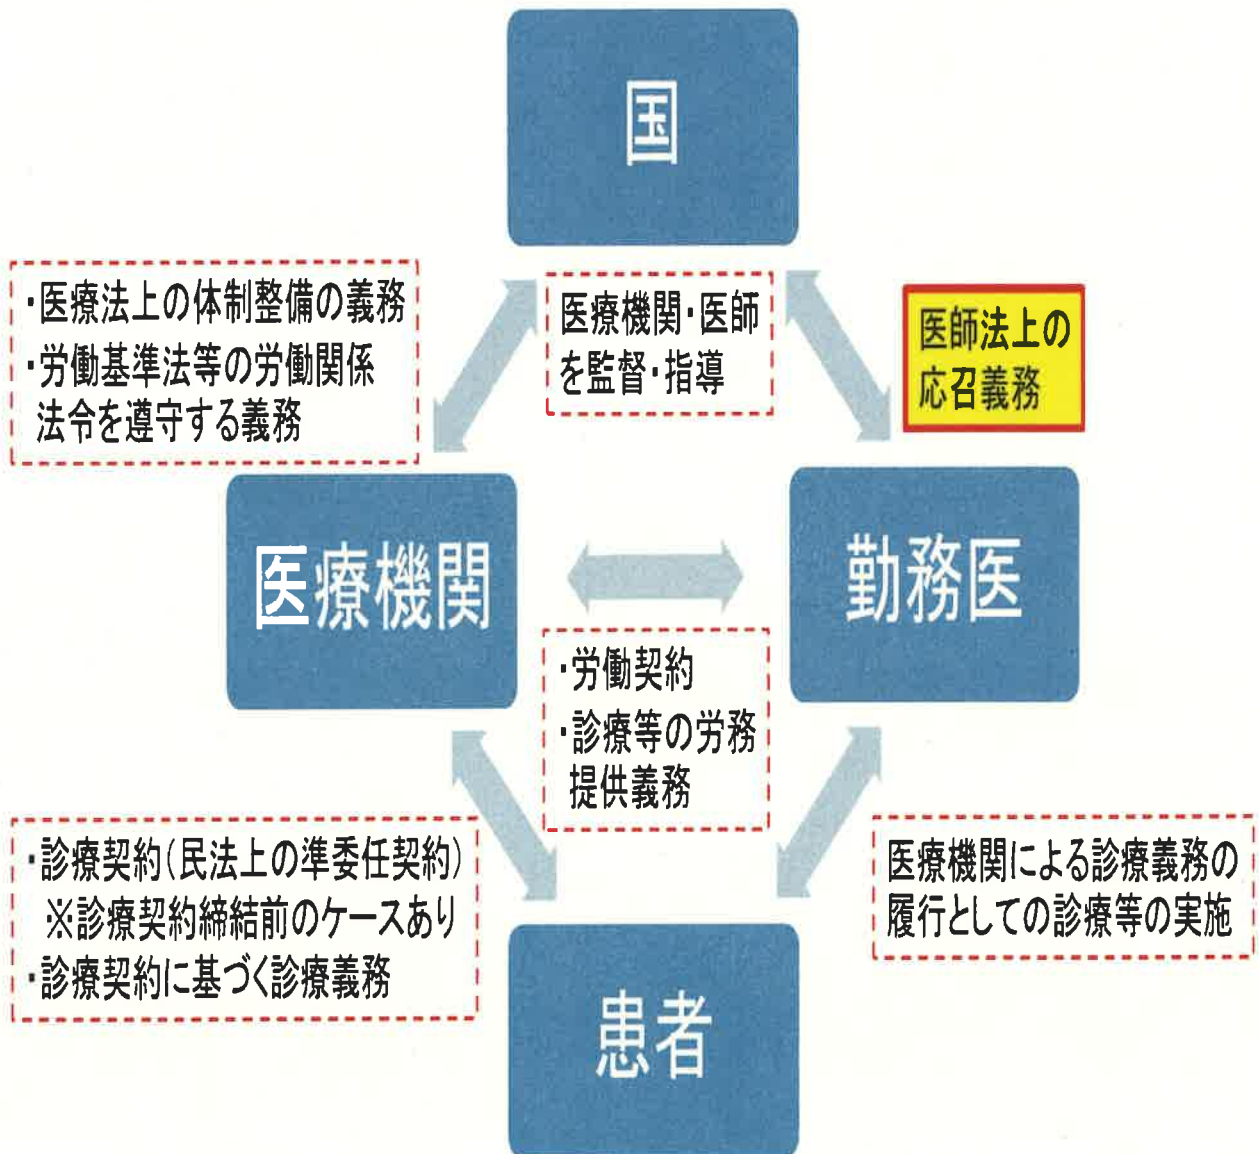 国
・医療法上の体制整備の義務
・労働基準法等の労働関係
法令を遵守する義務
医療機関・医師
を監督・指導
医師法上の
応召義務
医療機関
勤務医
・労働契約
・診療等の労務
提供義務
・診療契約(民法上の準委任契約)
※診療契約締結前のケースあり
・診療契約に基づく診療義務
医療機関による診療義務の
履行としての診療等の実施
患者